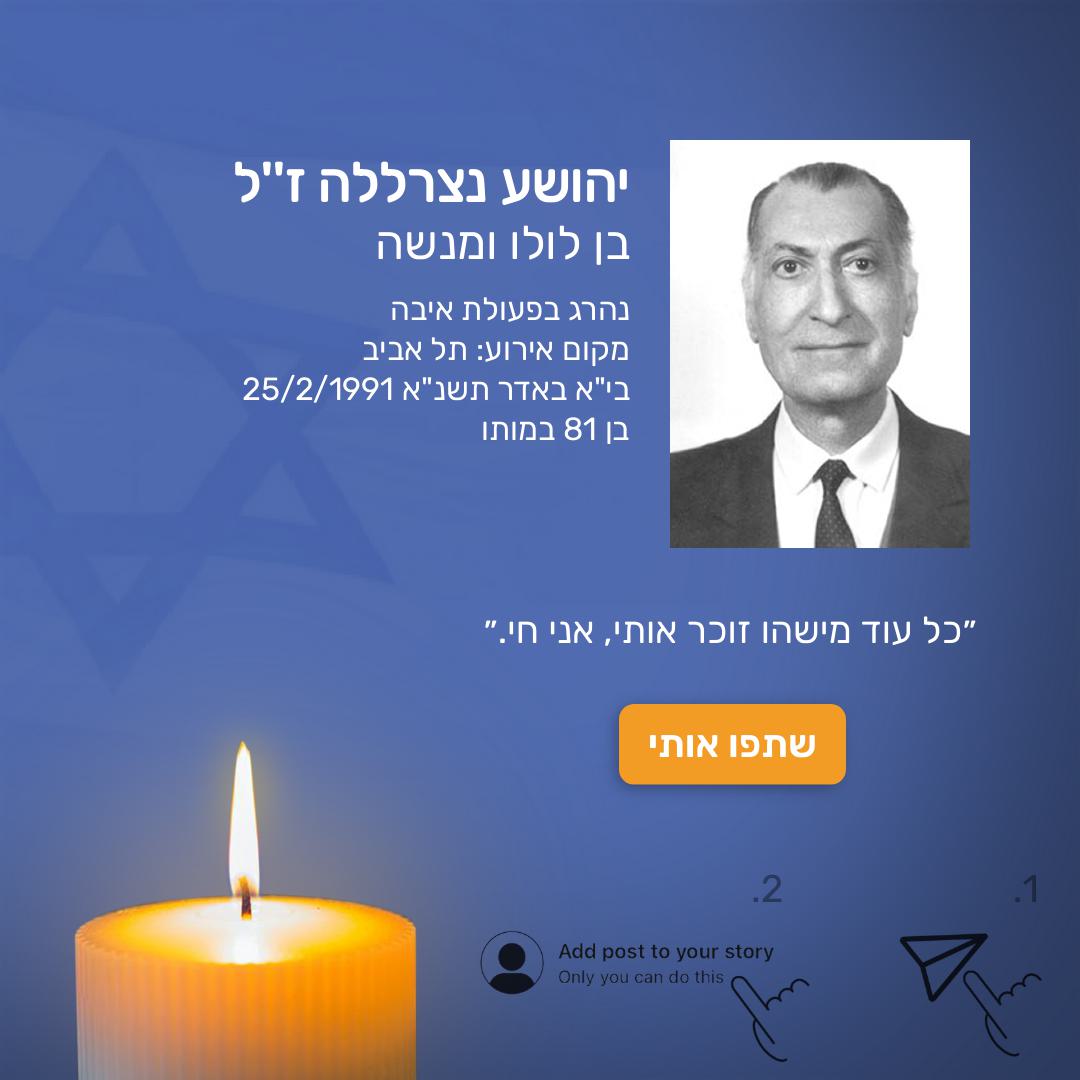 יהושע נצרללה ז"ל
בן לולו ומנשה
נהרג בפעולת איבה
מקום אירוע: תל אביב
בי"א באדר תשנ"א 25/2/1991
בן 81 במותו
״כל עוד מישהו זוכר אותי, אני חי.״
שתפו אותי
1.
2.
Add post to your story
Only you can do this